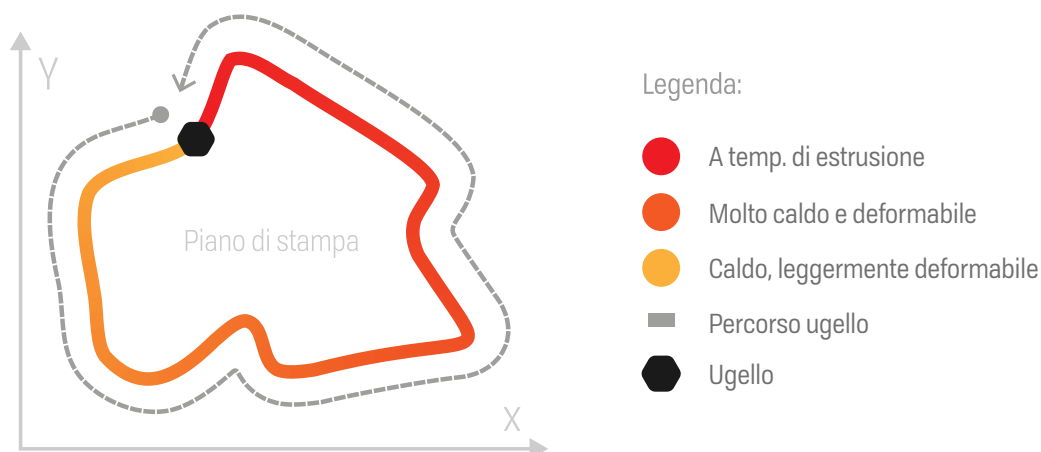 Y
Piano di stampa
X
Legenda:
A temp. di estrusione
Molto caldo e deformabile
Caldo, leggermente deformabile
Percorso ugello
Ugello